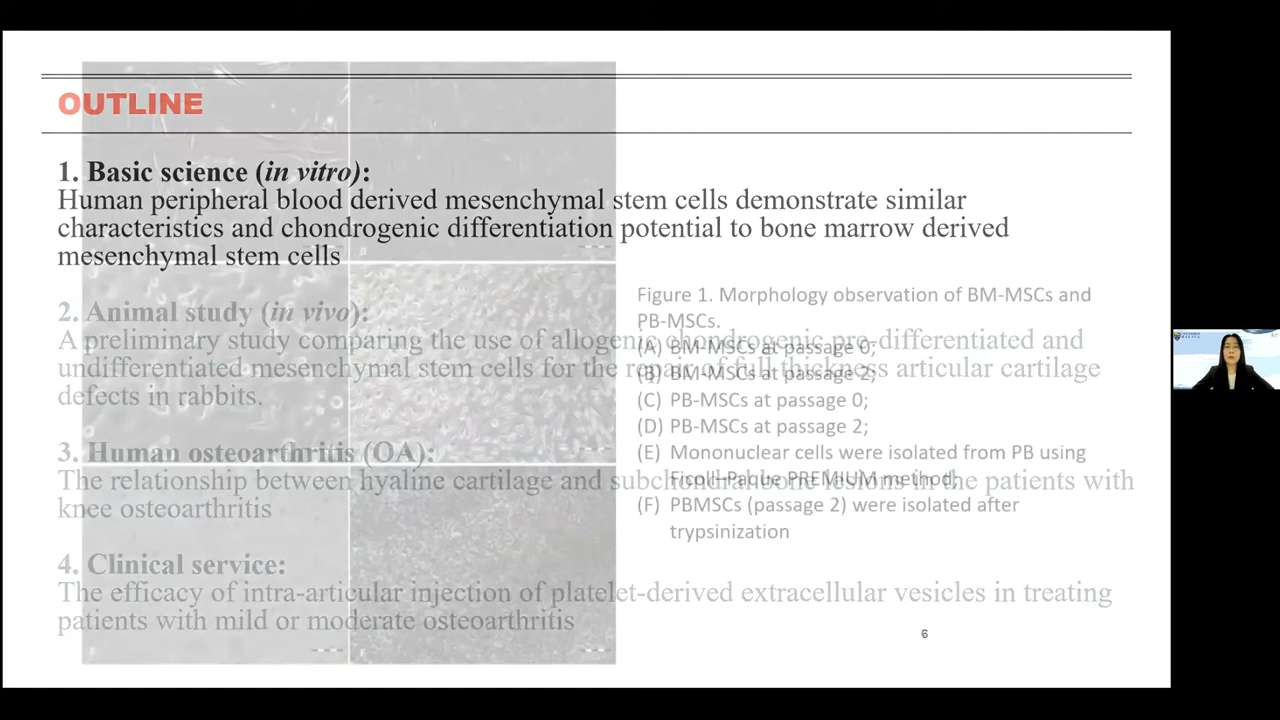 OUTLINE
1. Basic science (in vitro):
Human peripheral blood derived mesenchymal stem cells demonstrate similar
characteristics and chondrogenic differentiation potential to bone marrow derived
mesenchymal stem cells
2. Animal study (in vivo):
A preliminary study comparing the use of allogenic chondrogenic pre-differentiated and
undifferentiated mesenchymal stem cells for the repair of full thickness articular cartilage
defects in rabbits.
3. Human osteoarthritis (OA):
The relationship between hyaline cartilage and subchondral bone lesions in the patients with
knee osteoarthritis
4. Clinical service:
The efficacy of intra-articular injection of platelet-derived extracellular vesicles in treating
patients with mild or moderate osteoarthritis
Figure 1. Morphology observation of BM-MSCs and
PB-MSCs.
(A) BM-MSCs at passage 0;
(B) BM-MSCs at passage 2;
(C) PB-MSCs at passage 0;
(D) PB-MSCs at passage 2;
(E) Mononuclear cells were isolated from PB using
Ficoll–Paque PREMIUM method;
(F) PBMSCs (passage 2) were isolated after
trypsinization
6